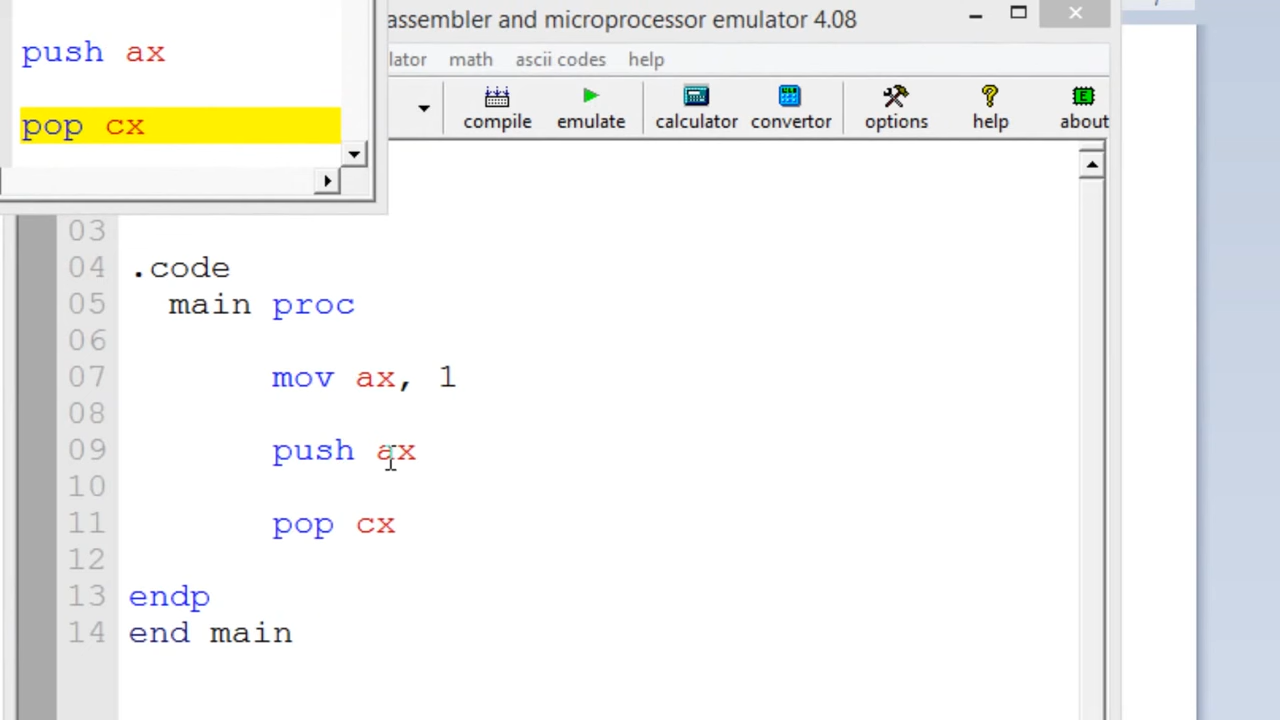 assembler and microprocessor emulator 4.08
push ax
pop cx
lator math ascii codes help
compile emulate calculator convertor options help about
03
04 .code
05 main proc
06
07 mov ax, 1
08
09 push ax
10
11 pop cx
12
13 endp
14 end main